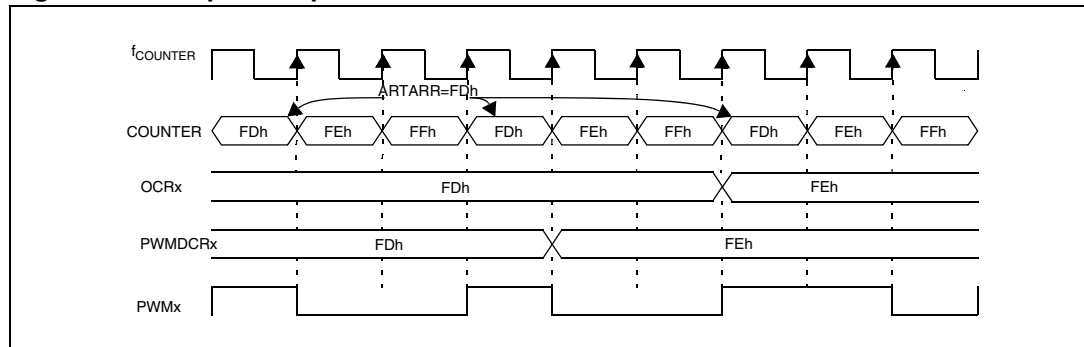 fCOUNTER
ARTARR=FDh
COUNTER FDh FEh FFh FDh FEh FFh FDh FEh FFh
OCRx FDh FEh
PWMDCRx FDh FEh
PWMx